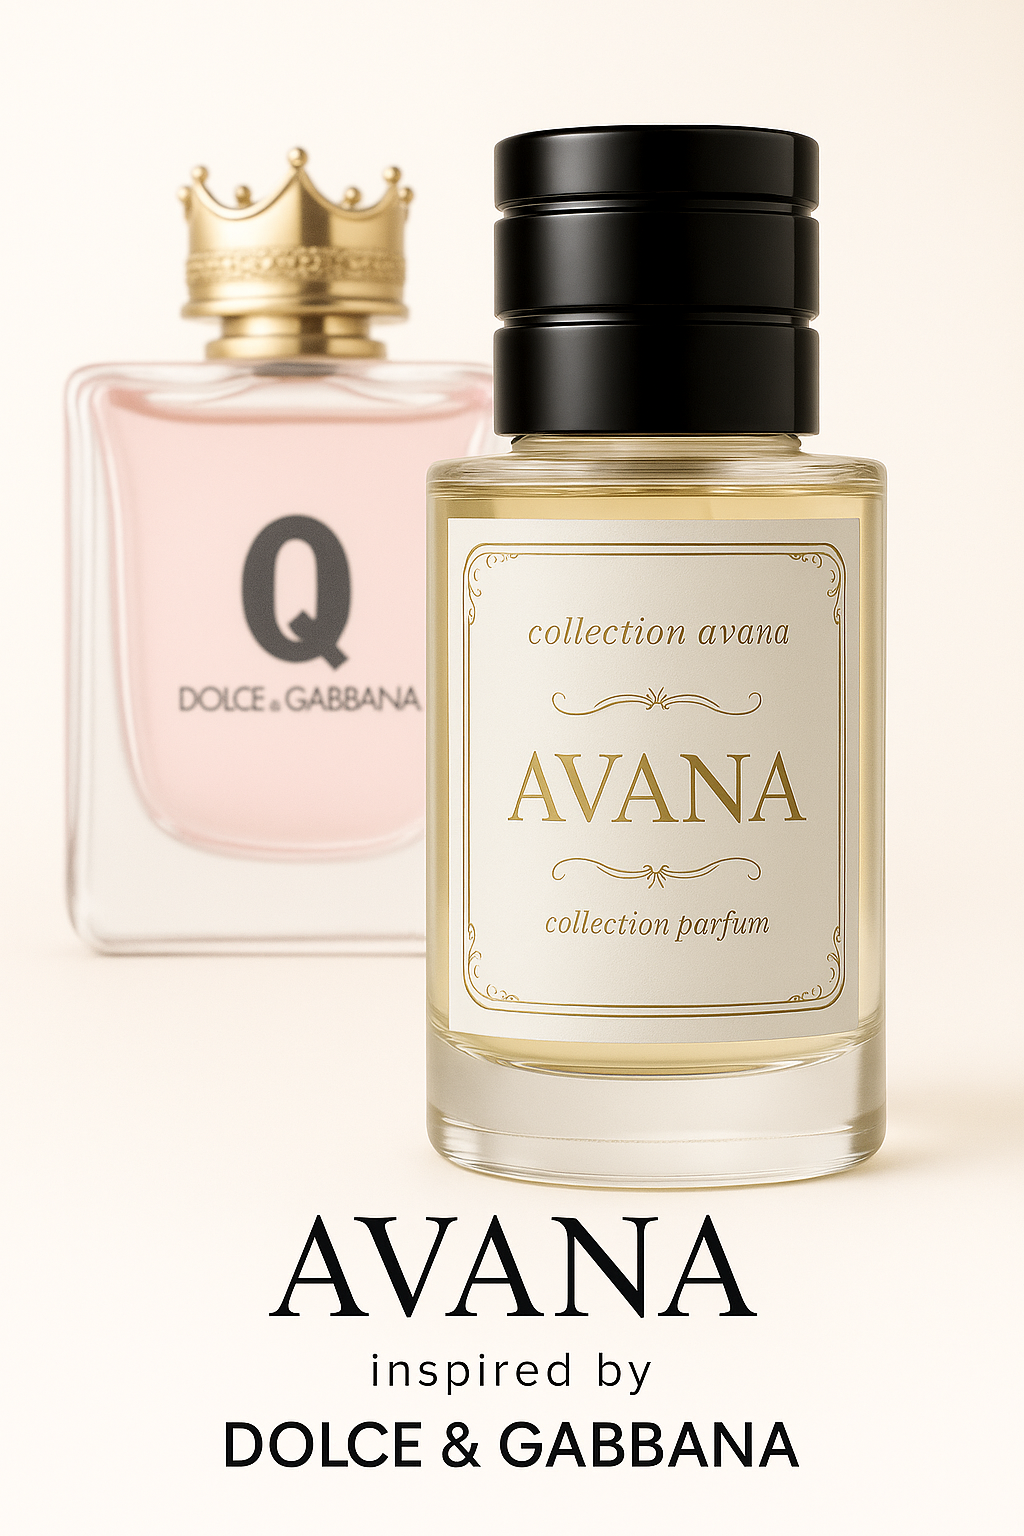 Q
DOLCE & GABBANA
collection avana
AVANA
collection parfum
AVANA
inspired by
DOLCE & GABBANA